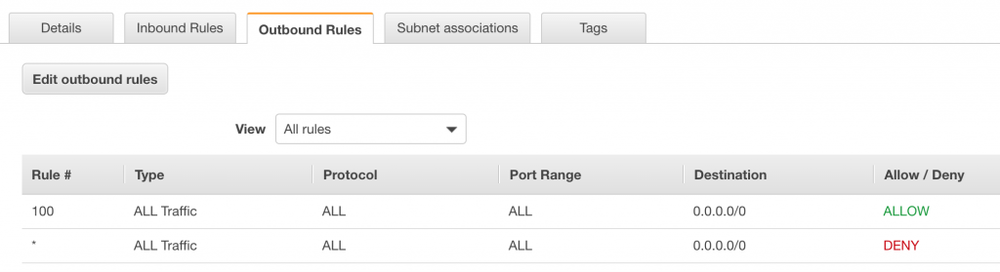 Details Inbound Rules Outbound Rules Subnet associations Tags
Edit outbound rules
View All rules
Rule # Type Protocol Port Range Destination Allow / Deny
100 ALL Traffic ALL ALL 0.0.0.0/0 ALLOW
* ALL Traffic ALL ALL 0.0.0.0/0 DENY